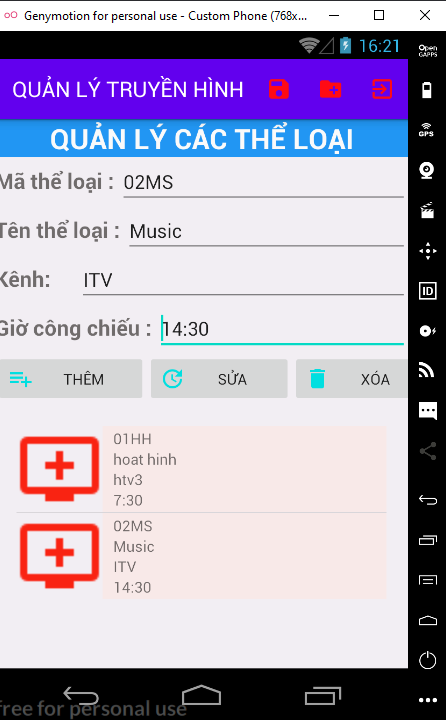 Genymotion for personal use - Custom Phone (768x...
16:21
Open
GAPPS
QUẢN LÝ TRUYỀN HÌNH
QUẢN LÝ CÁC THỂ LOẠI
GPS
Mã thể loại : 02MS
Tên thể loại : Music
Kênh: ITV
ID
Giờ công chiếu : 14:30
THÊM SỬA XÓA
01HH
hoat hinh
htv3
7:30
02MS
Music
ITV
14:30
free for personal use